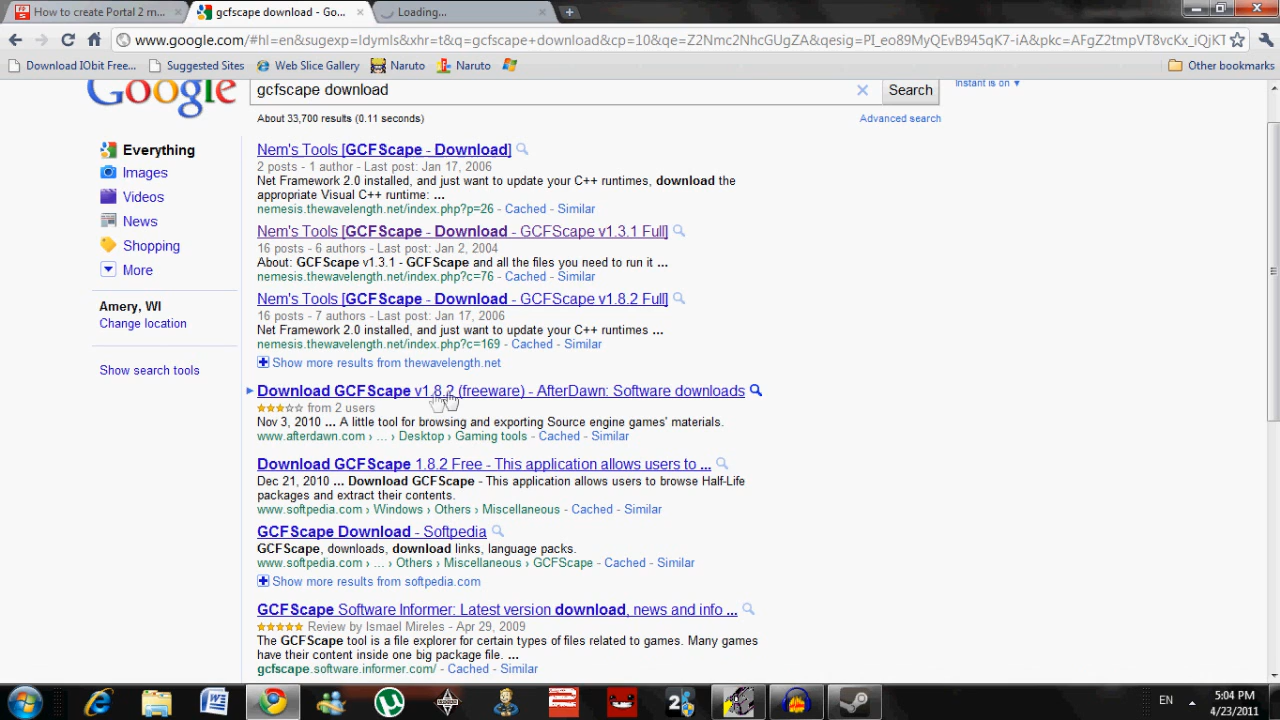 How to create Portal 2 m...
gcfscape download - Go...
Loading...
www.google.com/#hl=en&sugexp=ldymls&xhr=t&q=gcfscape+download&cp=10&qe=Z2Nmc2NhcGUgZA&qesig=PI_eo89MyQEvB945qK7-iA&pkc=AFgZ2tmpVT8vcKx_iQjKT
Download IObit Free...
Suggested Sites
Web Slice Gallery
Naruto
Naruto
Other bookmarks
Google
gcfscape download
Search
Instant is on ▼
About 33,700 results (0.11 seconds)
Advanced search
Everything
Images
Videos
News
Shopping
More
Amery, WI
Change location
Show search tools
Nem's Tools [GCFScape - Download]
2 posts - 1 author - Last post: Jan 17, 2006
Net Framework 2.0 installed, and just want to update your C++ runtimes, download the
appropriate Visual C++ runtime: ...
nemesis.thewavelength.net/index.php?p=26 - Cached - Similar
Nem's Tools [GCFScape - Download - GCFScape v1.3.1 Full]
16 posts - 6 authors - Last post: Jan 2, 2004
About: GCFScape v1.3.1 - GCFScape and all the files you need to run it ...
nemesis.thewavelength.net/index.php?c=76 - Cached - Similar
Nem's Tools [GCFScape - Download - GCFScape v1.8.2 Full]
16 posts - 7 authors - Last post: Jan 17, 2006
Net Framework 2.0 installed, and just want to update your C++ runtimes ...
nemesis.thewavelength.net/index.php?c=169 - Cached - Similar
Show more results from thewavelength.net
Download GCFScape v1.8.2 (freeware) - AfterDawn: Software downloads
from 2 users
Nov 3, 2010 ... A little tool for browsing and exporting Source engine games' materials.
www.afterdawn.com › ... › Desktop › Gaming tools - Cached - Similar
Download GCFScape 1.8.2 Free - This application allows users to ...
Dec 21, 2010 ... Download GCFScape - This application allows users to browse Half-Life
packages and extract their contents.
www.softpedia.com › Windows › Others › Miscellaneous - Cached - Similar
GCFScape Download - Softpedia
GCFScape, downloads, download links, language packs.
www.softpedia.com › ... › Others › Miscellaneous › GCFScape - Cached - Similar
Show more results from softpedia.com
GCFScape Software Informer: Latest version download, news and info ...
Review by Ismael Mireles - Apr 29, 2009
The GCFScape tool is a file explorer for certain types of files related to games. Many games
have their content inside one big package file. ...
gcfscape.software.informer.com/ - Cached - Similar
EN
5:04 PM
4/23/2011